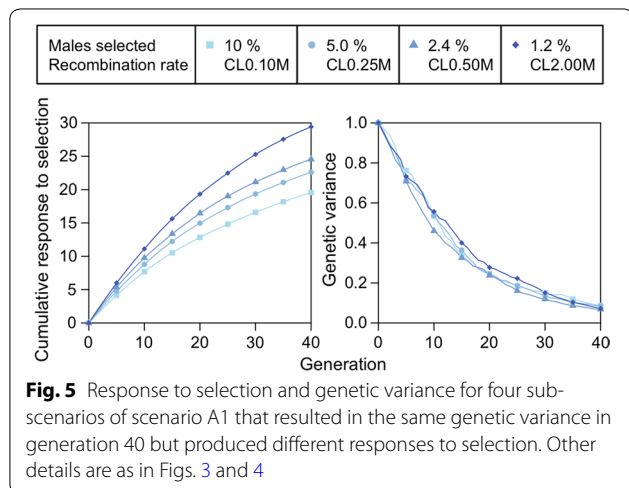 Males selected 10 % 5.0 % 2.4 % 1.2 %
Recombination rate CL0.10M CL0.25M CL0.50M CL2.00M
Cumulative response to selection
30
25
20
15
10
5
0
0 10 20 30 40
Genetic variance
1.0
0.8
0.6
0.4
0.2
0.0
0 10 20 30 40
Generation
Fig. 5 Response to selection and genetic variance for four sub-
scenarios of scenario A1 that resulted in the same genetic variance in
generation 40 but produced different responses to selection. Other
details are as in Figs. 3 and 4